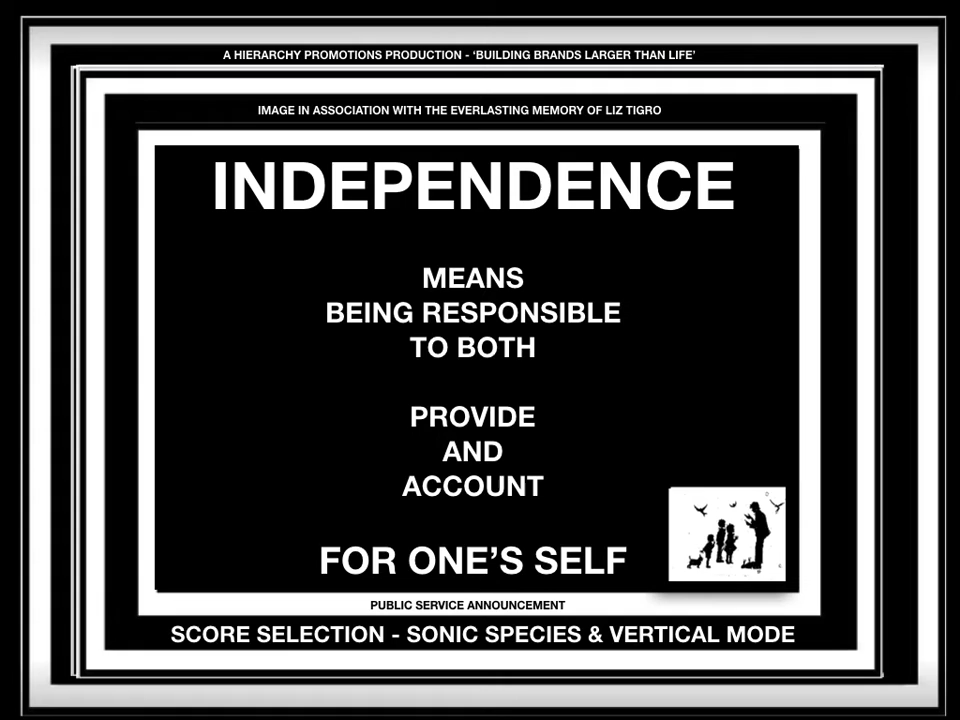 A HIERARCHY PROMOTIONS PRODUCTION - ‘BUILDING BRANDS LARGER THAN LIFE’
IMAGE IN ASSOCIATION WITH THE EVERLASTING MEMORY OF LIZ TIGRO
INDEPENDENCE
MEANS
BEING RESPONSIBLE
TO BOTH
PROVIDE
AND
ACCOUNT
FOR ONE’S SELF
PUBLIC SERVICE ANNOUNCEMENT
SCORE SELECTION - SONIC SPECIES & VERTICAL MODE